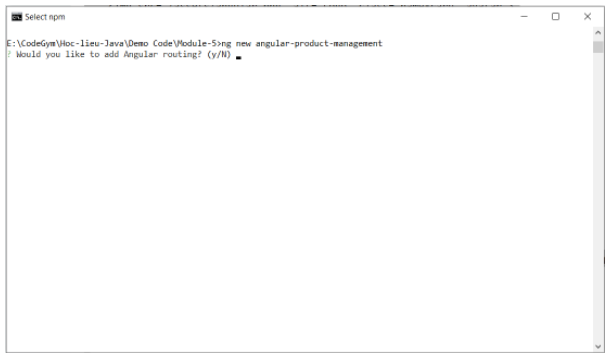 Select npm
E:\CodeGym\Hoc-lieu-Java\Demo Code\Module-5>ng new angular-product-management
? Would you like to add Angular routing? (y/N)